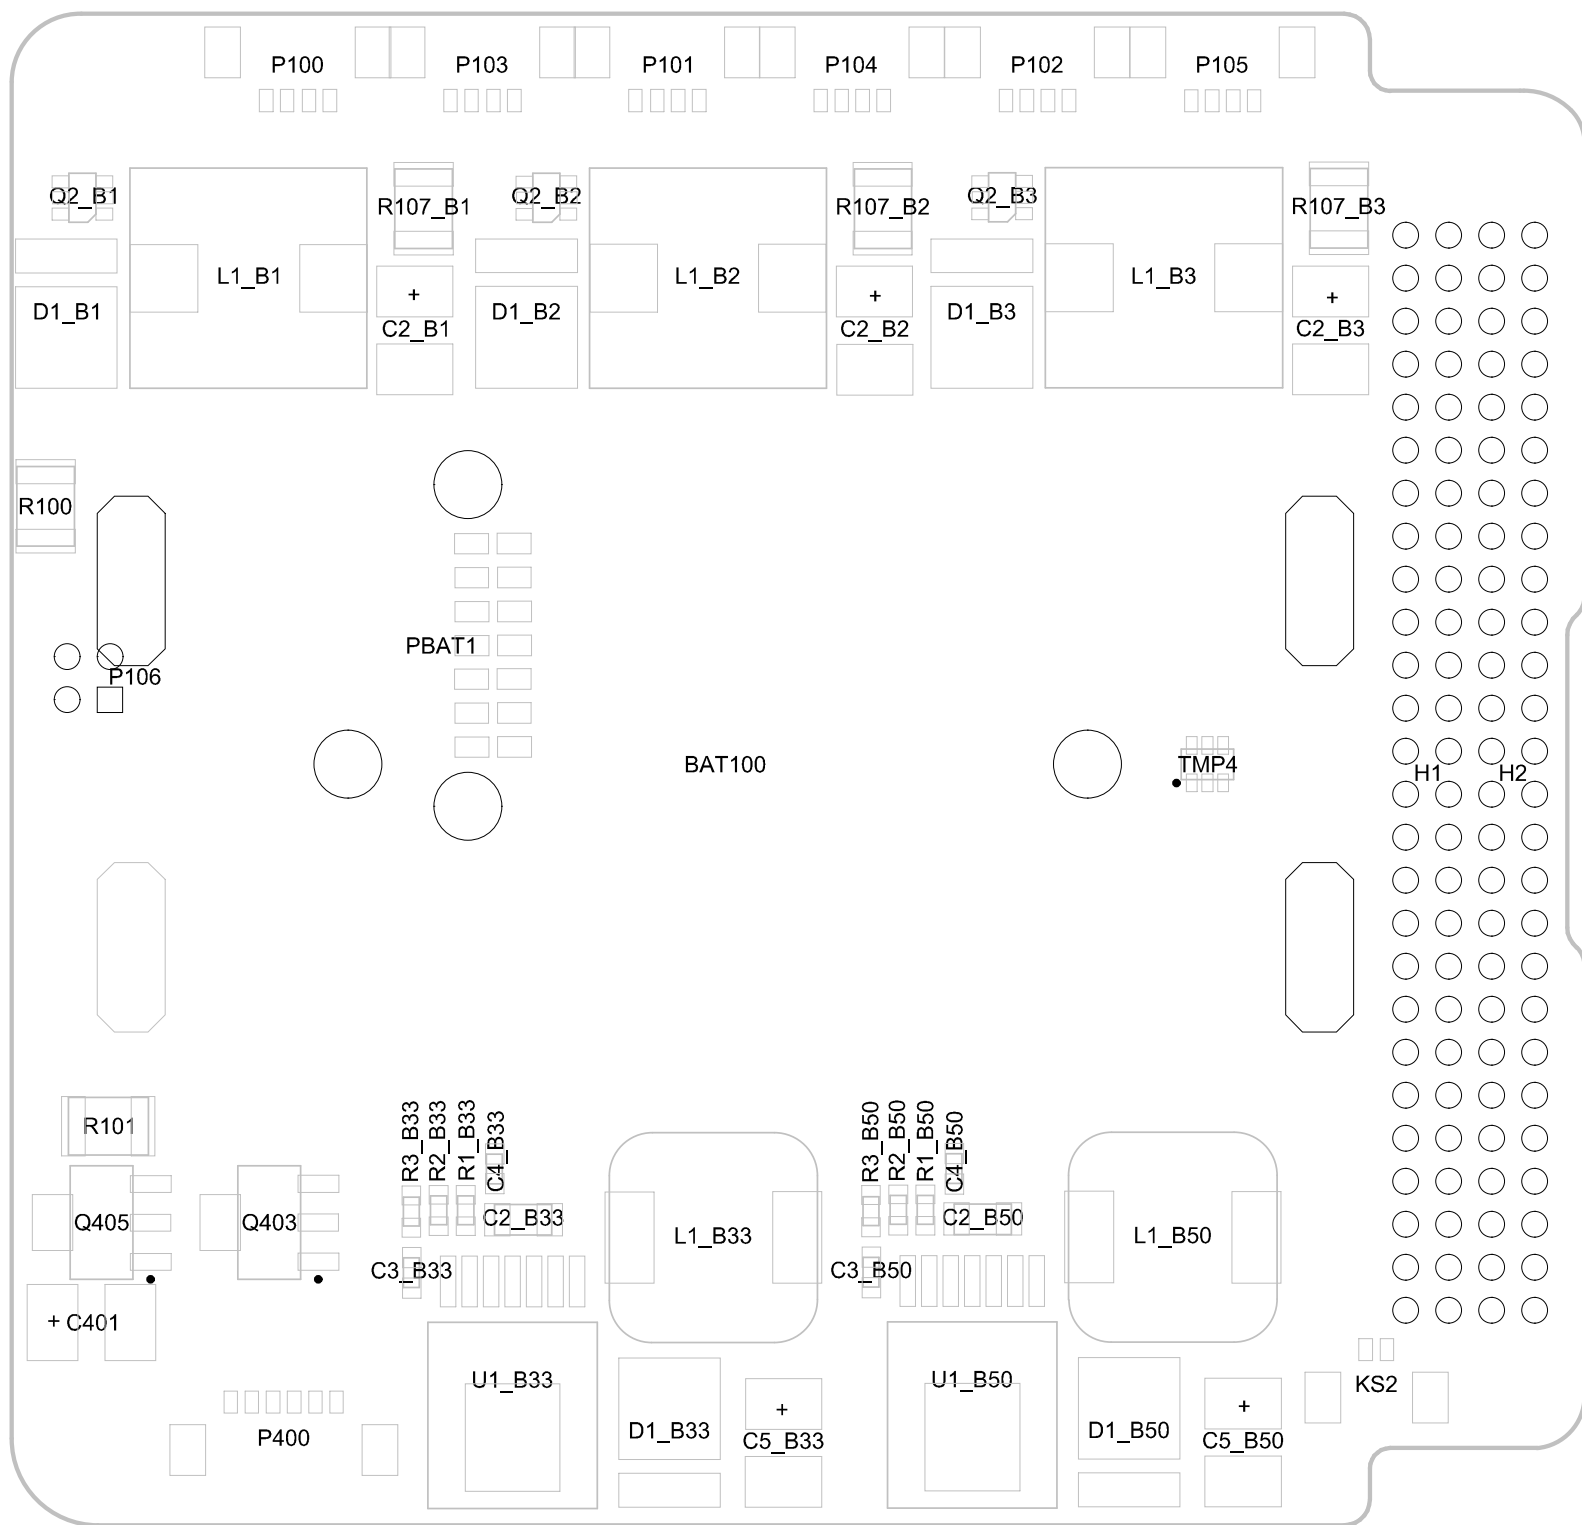 P100 P103 P101 P104 P102 P105
Q2_B1 Q2_B2 Q2_B3
R107_B1 R107_B2 R107_B3
L1_B1 L1_B2 L1_B3
+ + +
D1_B1 D1_B2 D1_B3
C2_B1 C2_B2 C2_B3
R100
PBAT1
P106
BAT100 TMP4
H1 H2
R101
R3_B33 R2_B33 R1_B33 C4_B33 R3_B50 R2_B50 R1_B50 C4_B50
Q405 Q403 C2_B33 C2_B50
L1_B33 L1_B50
C3_B33 C3_B50
+ C401
U1_B33 U1_B50 KS2
+ +
P400 D1_B33 C5_B33 D1_B50 C5_B50